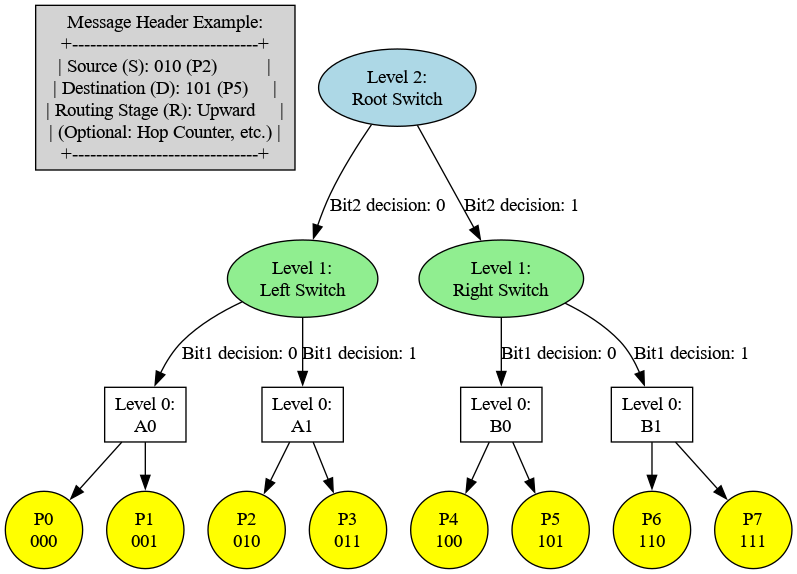 Message Header Example:
+-------------------------------+
| Source (S): 010 (P2) |
| Destination (D): 101 (P5) |
| Routing Stage (R): Upward |
| (Optional: Hop Counter, etc.) |
+-------------------------------+
Level 2:
Root Switch
Bit2 decision: 0
Bit2 decision: 1
Level 1:
Left Switch
Level 1:
Right Switch
Bit1 decision: 0
Bit1 decision: 1
Bit1 decision: 0
Bit1 decision: 1
Level 0:
A0
Level 0:
A1
Level 0:
B0
Level 0:
B1
P0
000
P1
001
P2
010
P3
011
P4
100
P5
101
P6
110
P7
111